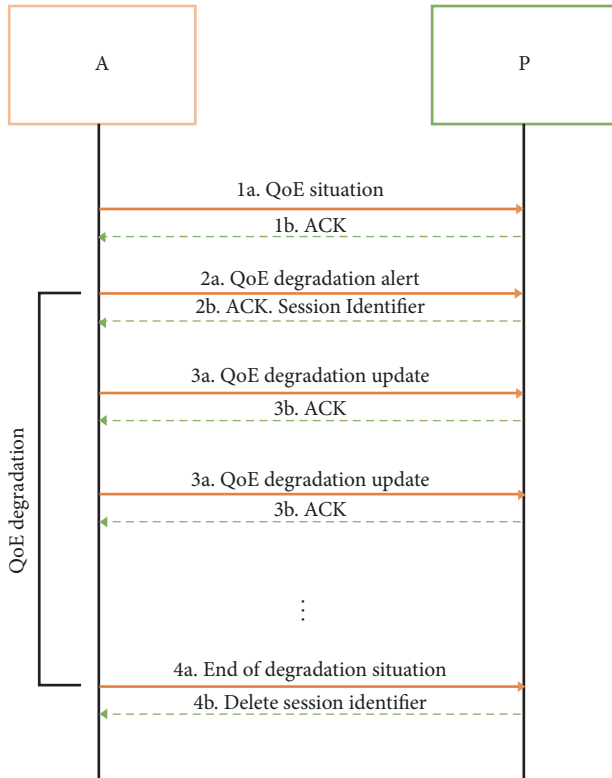 A
P
1a. QoE situation
1b. ACK
2a. QoE degradation alert
2b. ACK. Session Identifier
3a. QoE degradation update
3b. ACK
3a. QoE degradation update
3b. ACK
⋮
4a. End of degradation situation
4b. Delete session identifier
QoE degradation